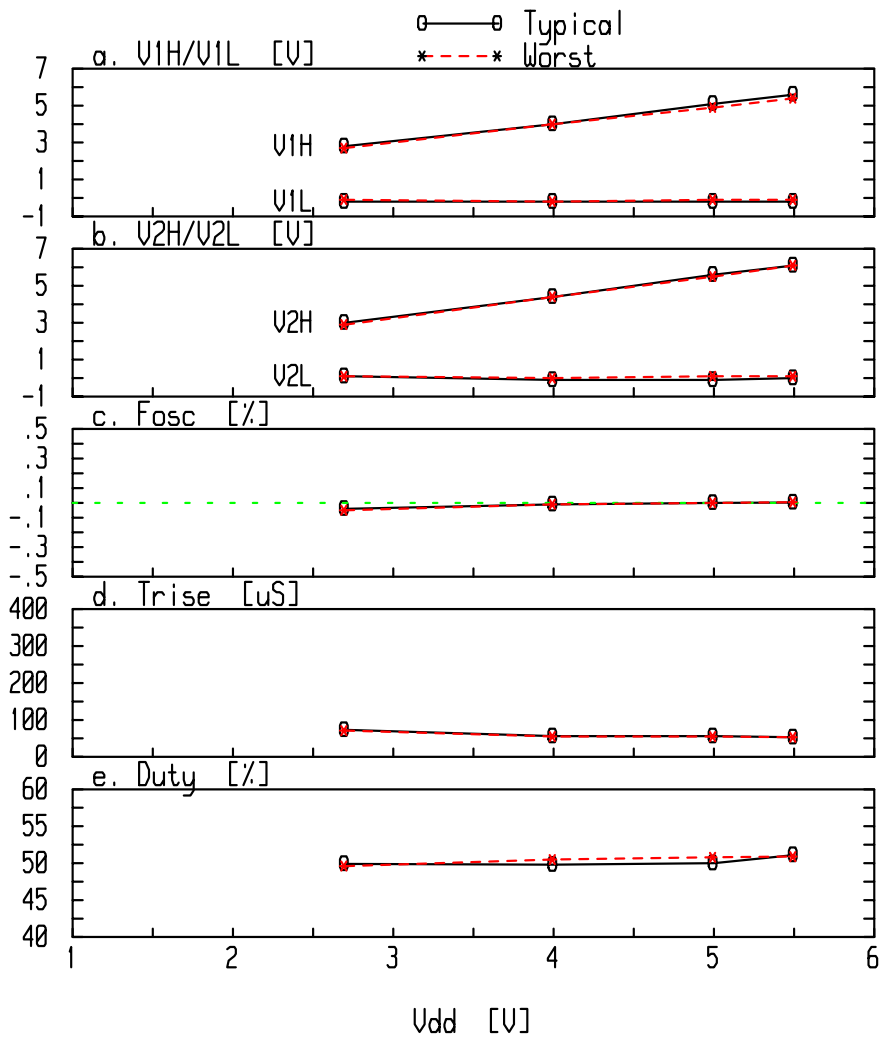 Typical
Worst
a. V1H/V1L [V]
7
5
3
1
-1
V1H
V1L
b. V2H/V2L [V]
7
5
3
1
-1
V2H
V2L
c. Fosc [%]
.5
.3
.1
-.1
-.3
-.5
d. Trise [uS]
400
300
200
100
0
e. Duty [%]
60
55
50
45
40
1 2 3 4 5 6
Vdd [V]